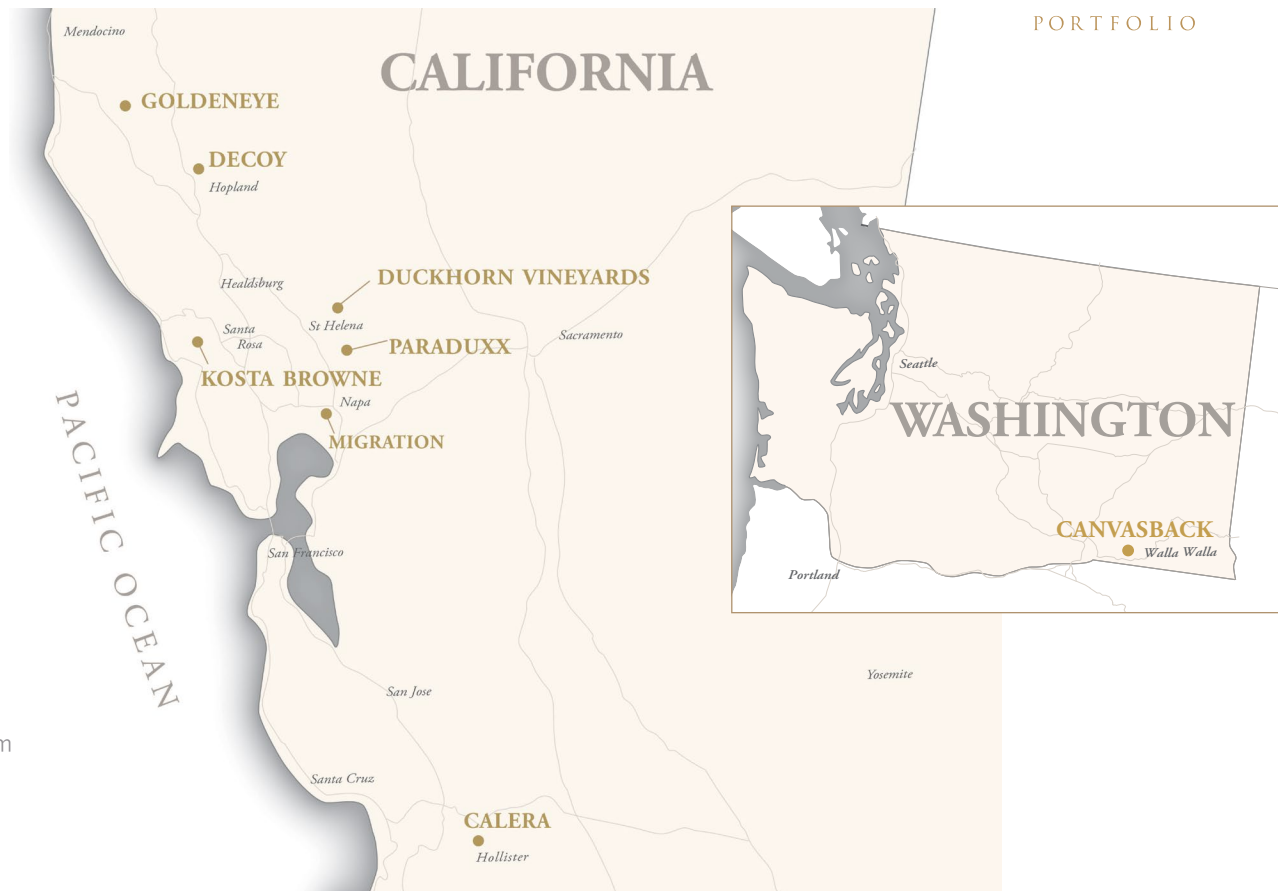 PORTFOLIO
Mendocino
CALIFORNIA
GOLDENEYE
DECOY
Hopland
DUCKHORN VINEYARDS
Healdsburg
St Helena
Santa
Rosa
Sacramento
PARADUXX
KOSTA BROWNE
Napa
MIGRATION
PACIFIC OCEAN
San Francisco
San Jose
Yosemite
m
Santa Cruz
CALERA
Hollister
Seattle
WASHINGTON
CANVASBACK
Walla Walla
Portland